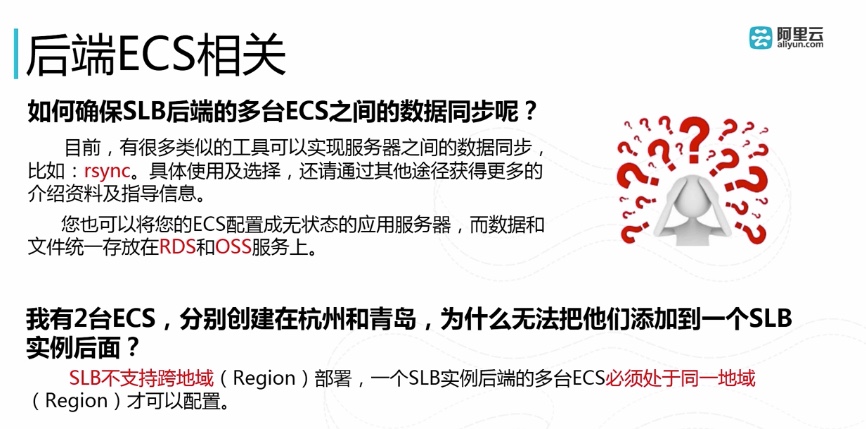 后端ECS相关
阿里云
aliyun.com
如何确保SLB后端的多台ECS之间的数据同步呢？
目前，有很多类似的工具可以实现服务器之间的数据同步，
比如：rsync。具体使用及选择，还请通过其他途径获得更多的
介绍资料及指导信息。
您也可以将您的ECS配置成无状态的应用服务器，而数据和
文件统一存放在RDS和OSS服务上。
我有2台ECS，分别创建在杭州和青岛，为什么无法把他们添加到一个SLB
实例后面？
SLB不支持跨地域（Region）部署，一个SLB实例后端的多台ECS必须处于同一地域
（Region）才可以配置。